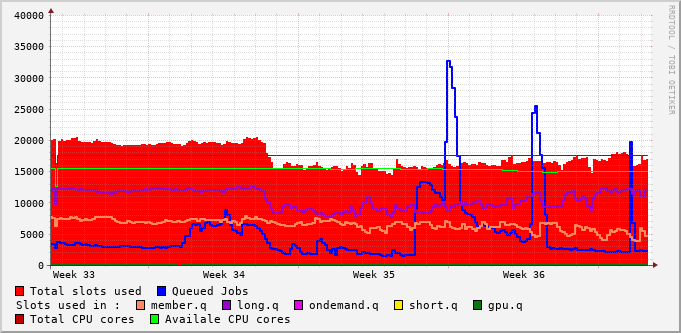 40000
35000
30000
25000
20000
15000
10000
5000
0
Week 33 Week 34 Week 35 Week 36
RRDTOOL / TOBI OETIKER
Total slots used Queued Jobs
Slots used in : member.q long.q ondemand.q short.q gpu.q
Total CPU cores Availale CPU cores